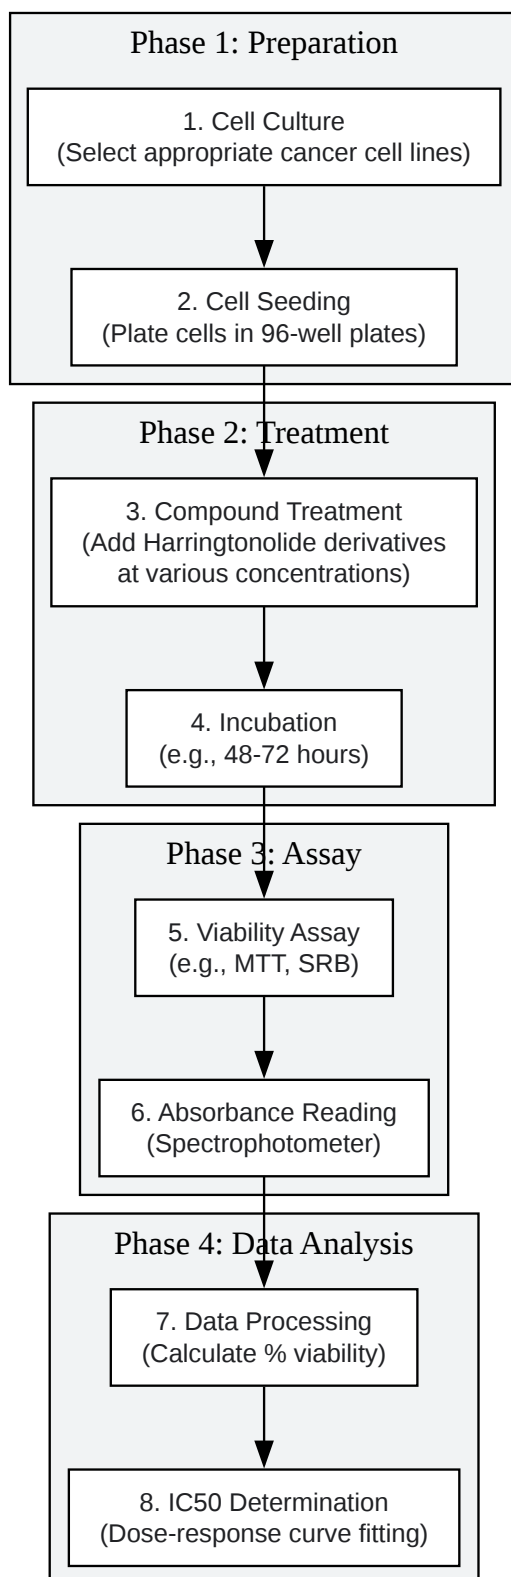 Phase 1: Preparation
1. Cell Culture
(Select appropriate cancer cell lines)
2. Cell Seeding
(Plate cells in 96-well plates)
Phase 2: Treatment
3. Compound Treatment
(Add Harringtonolide derivatives
at various concentrations)
4. Incubation
(e.g., 48-72 hours)
Phase 3: Assay
5. Viability Assay
(e.g., MTT, SRB)
6. Absorbance Reading
(Spectrophotometer)
Phase 4: Data Analysis
7. Data Processing
(Calculate % viability)
8. IC50 Determination
(Dose-response curve fitting)